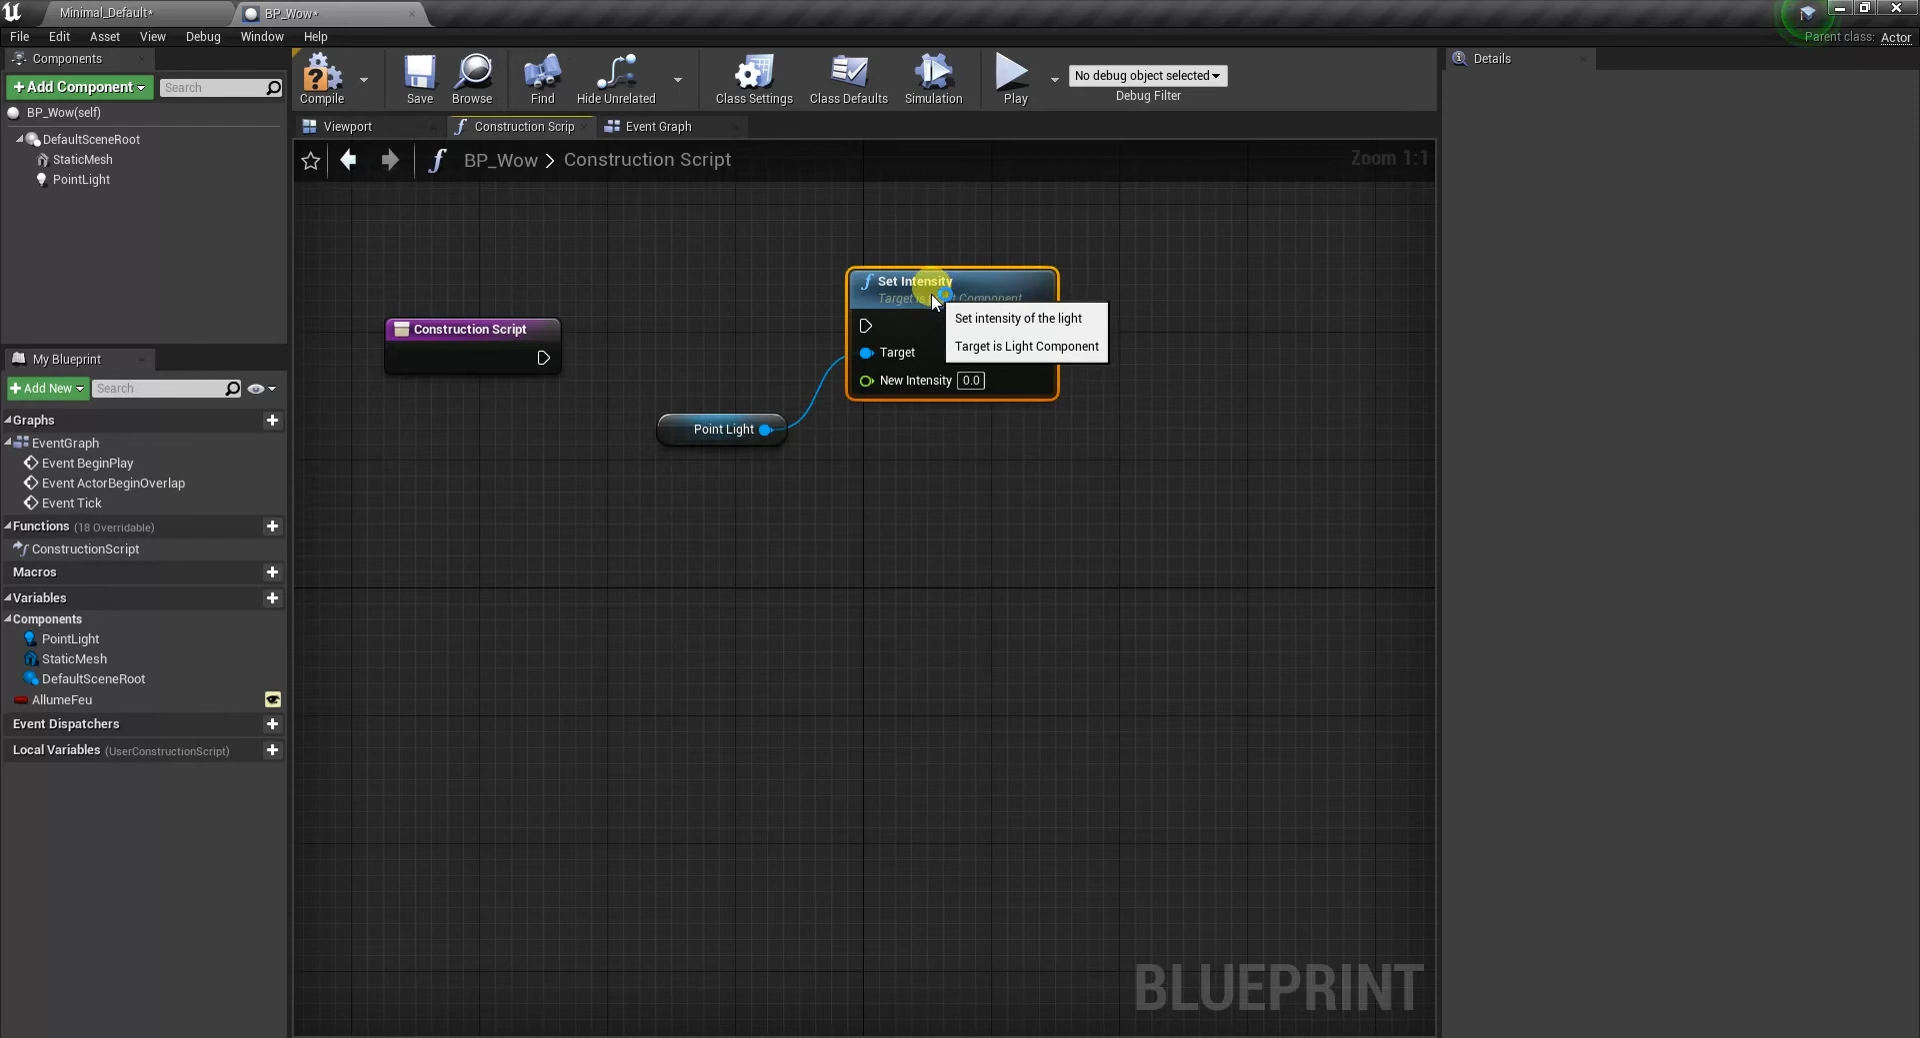 Minimal_Default*
BP_Wow*
File Edit Asset View Debug Window Help
Parent class: Actor
Components
+Add Component
Search
BP_Wow(self)
DefaultSceneRoot
StaticMesh
PointLight
Compile
Save
Browse
Find
Hide Unrelated
Class Settings
Class Defaults
Simulation
Play
No debug object selected
Debug Filter
Details
Viewport
Construction Scrip
Event Graph
BP_Wow > Construction Script
Zoom 1:1
Set Intensity
Set intensity of the light
Target is Light Component
Target
New Intensity 0.0
Construction Script
Point Light
My Blueprint
+Add New
Search
Graphs
EventGraph
Event BeginPlay
Event ActorBeginOverlap
Event Tick
Functions (18 Overridable)
ConstructionScript
Macros
Variables
Components
PointLight
StaticMesh
DefaultSceneRoot
AllumeFeu
Event Dispatchers
Local Variables (UserConstructionScript)
BLUEPRINT